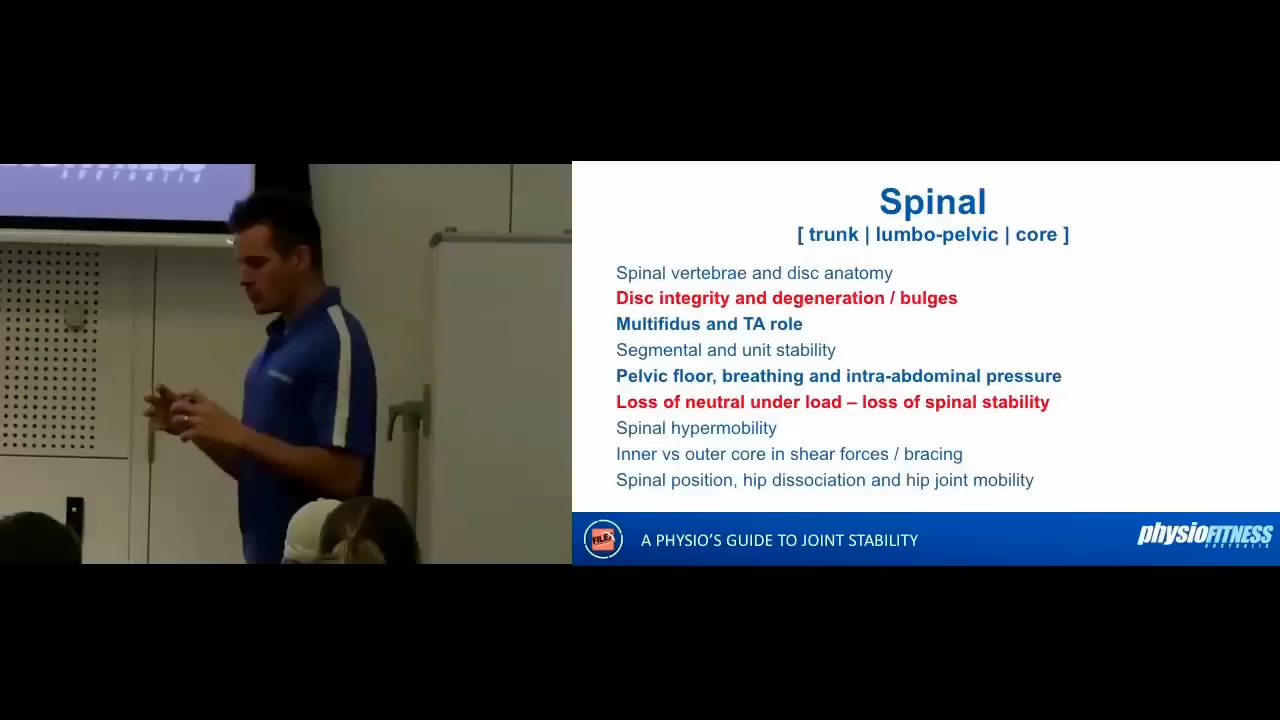 AUSTRALIA
Spinal
[ trunk | lumbo-pelvic | core ]
Spinal vertebrae and disc anatomy
Disc integrity and degeneration / bulges
Multifidus and TA role
Segmental and unit stability
Pelvic floor, breathing and intra-abdominal pressure
Loss of neutral under load – loss of spinal stability
Spinal hypermobility
Inner vs outer core in shear forces / bracing
Spinal position, hip dissociation and hip joint mobility
FILEX
A PHYSIO'S GUIDE TO JOINT STABILITY
physioFITNESS
AUSTRALIA